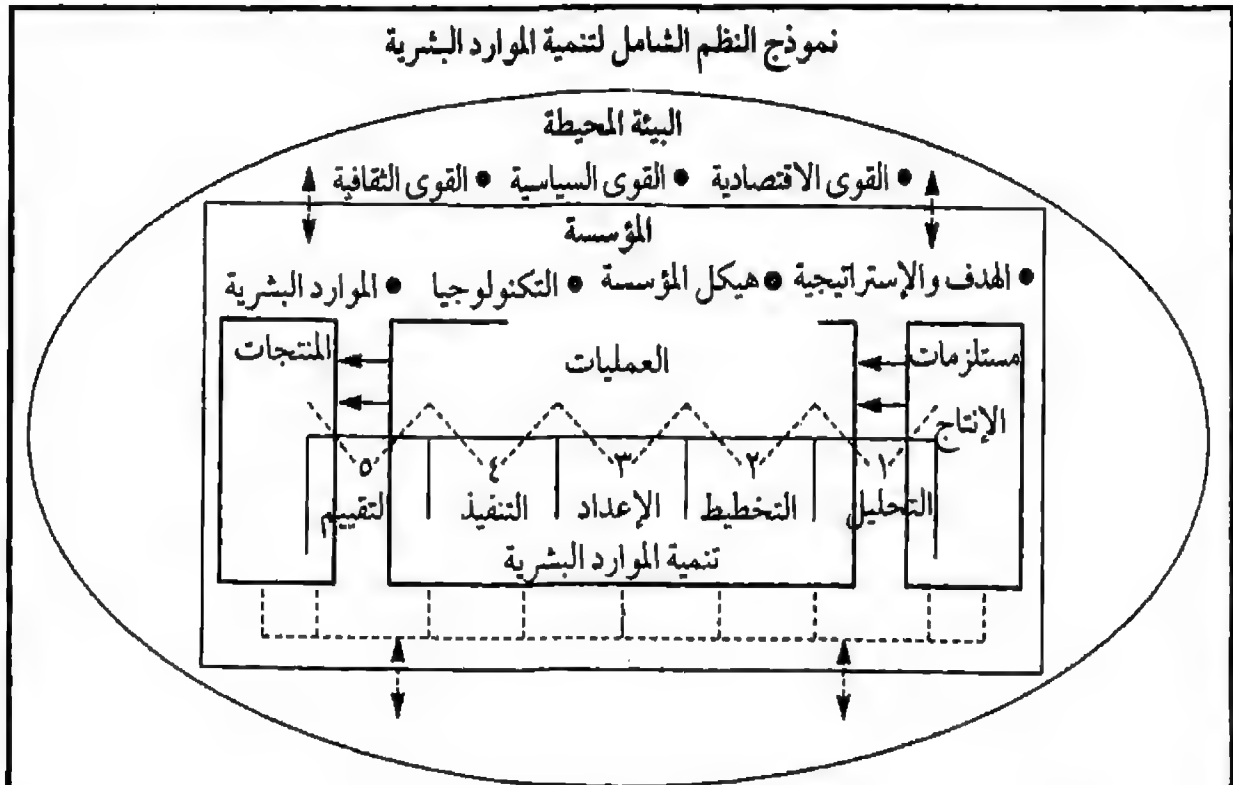 نموذج النظم الشامل لتنمية الموارد البشرية
البيئة المحيطة
• القوى الاقتصادية • القوى السياسية • القوى الثقافية
المؤسسة
• الهدف والإستراتيجية • هيكل المؤسسة • التكنولوجيا • الموارد البشرية
مستلزمات
الإنتاج
العمليات
المنتجات
١ ٢ ٣ ٤ ٥
التحليل التخطيط الإعداد التنفيذ التقييم
تنمية الموارد البشرية